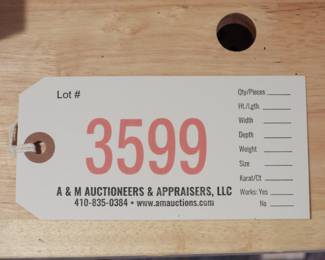 Lot #
3599
A & M AUCTIONEERS & APPRAISERS, LLC
410-835-0384 • www.amauctions.com
Qty/Pieces
Ht./Lgth.
Width
Depth
Weight
Size
Karat/Ct
Works: Yes
No